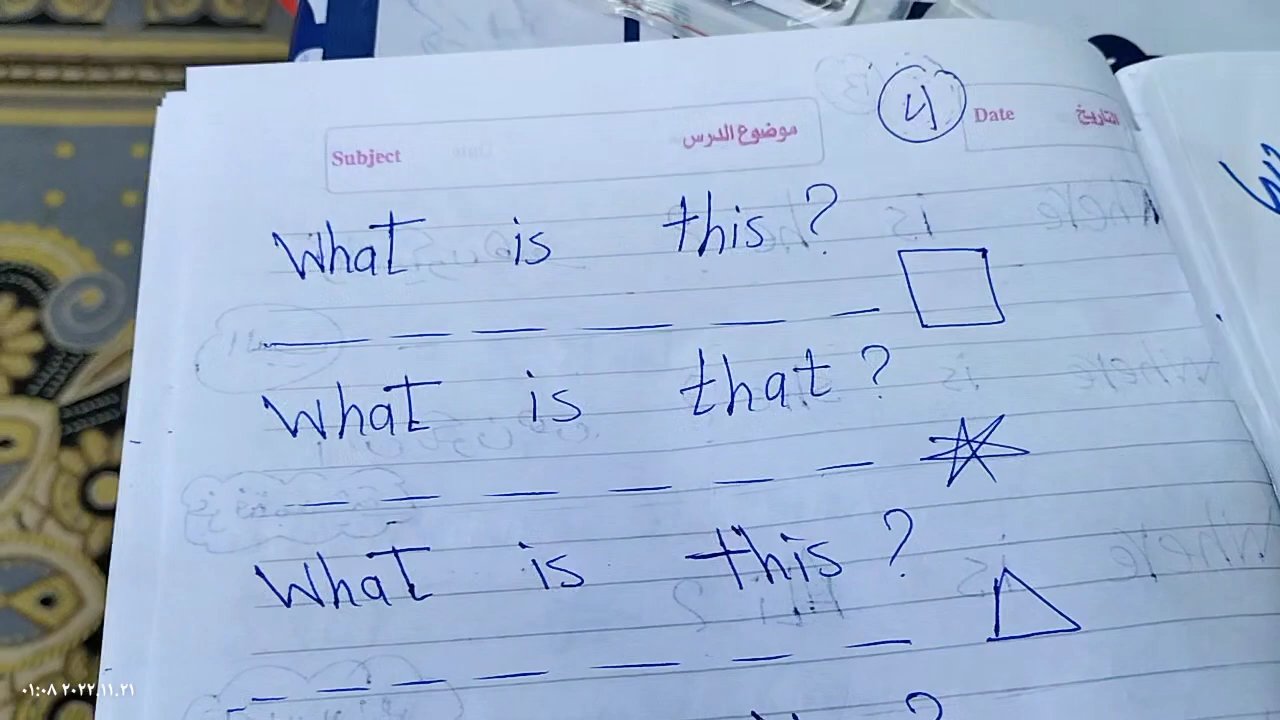 4
Subject موضوع الدرس
Date التاريخ
What is this ?
What is that ?
What is this ?
?
٠١:٠٨ ٢٠٢٢.١١.٢١